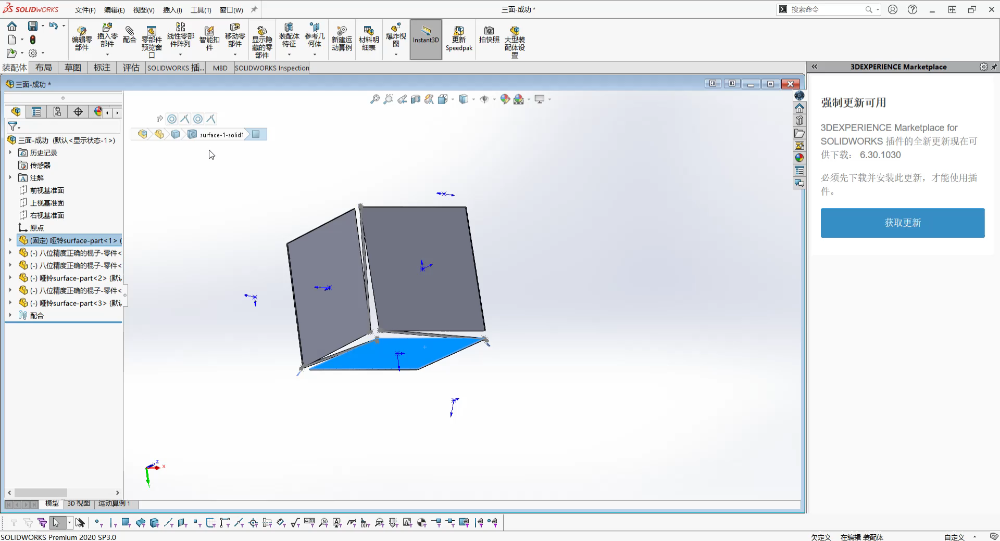 SOLIDWORKS 文件(F) 编辑(E) 视图(V) 插入(I) 工具(T) 窗口(W) 三面-成功 * 搜索命令
编辑零部件 插入零部件 配合 零部件预览窗口 线性零部件阵列 智能扣件 移动零部件 显示隐藏的零部件 装配体特征 参考几何体 新建运动算例 材料明细表 爆炸视图 Instant3D 更新 Speedpak 拍快照 大型装配体设置
装配体 布局 草图 标注 评估 SOLIDWORKS 插... MBD SOLIDWORKS Inspection
3DEXPERIENCE Marketplace
三面-成功 *
强制更新可用
3DEXPERIENCE Marketplace for
SOLIDWORKS 插件的全新更新现在可
供下载： 6.30.1030
必须先下载并安装此更新，才能使用插
件。
获取更新
surface-1-solid1
三面-成功 (默认<显示状态-1>)
历史记录
传感器
注解
前视基准面
上视基准面
右视基准面
原点
(固定) 哑铃surface-part<1> (
(-) 八位精度正确的棍子-零件<
(-) 八位精度正确的棍子-零件<
(-) 哑铃surface-part<2> (默认
(-) 八位精度正确的棍子-零件<
(-) 哑铃surface-part<3> (默认
配合
Z
X
Y
模型 3D 视图 运动算例 1
SOLIDWORKS Premium 2020 SP3.0 欠定义 在编辑 装配体 自定义